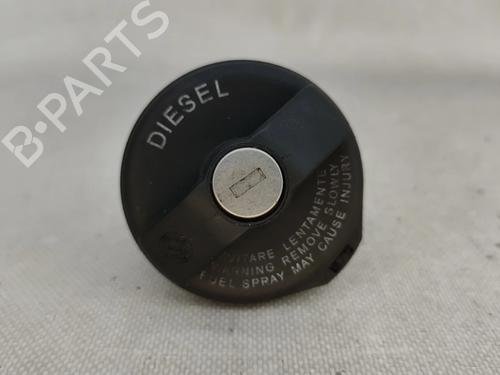 B-PARTS
DIESEL
SVITARE LENTAMENTE
WARNING REMOVE SLOWLY
FUEL SPRAY MAY CAUSE INJURY